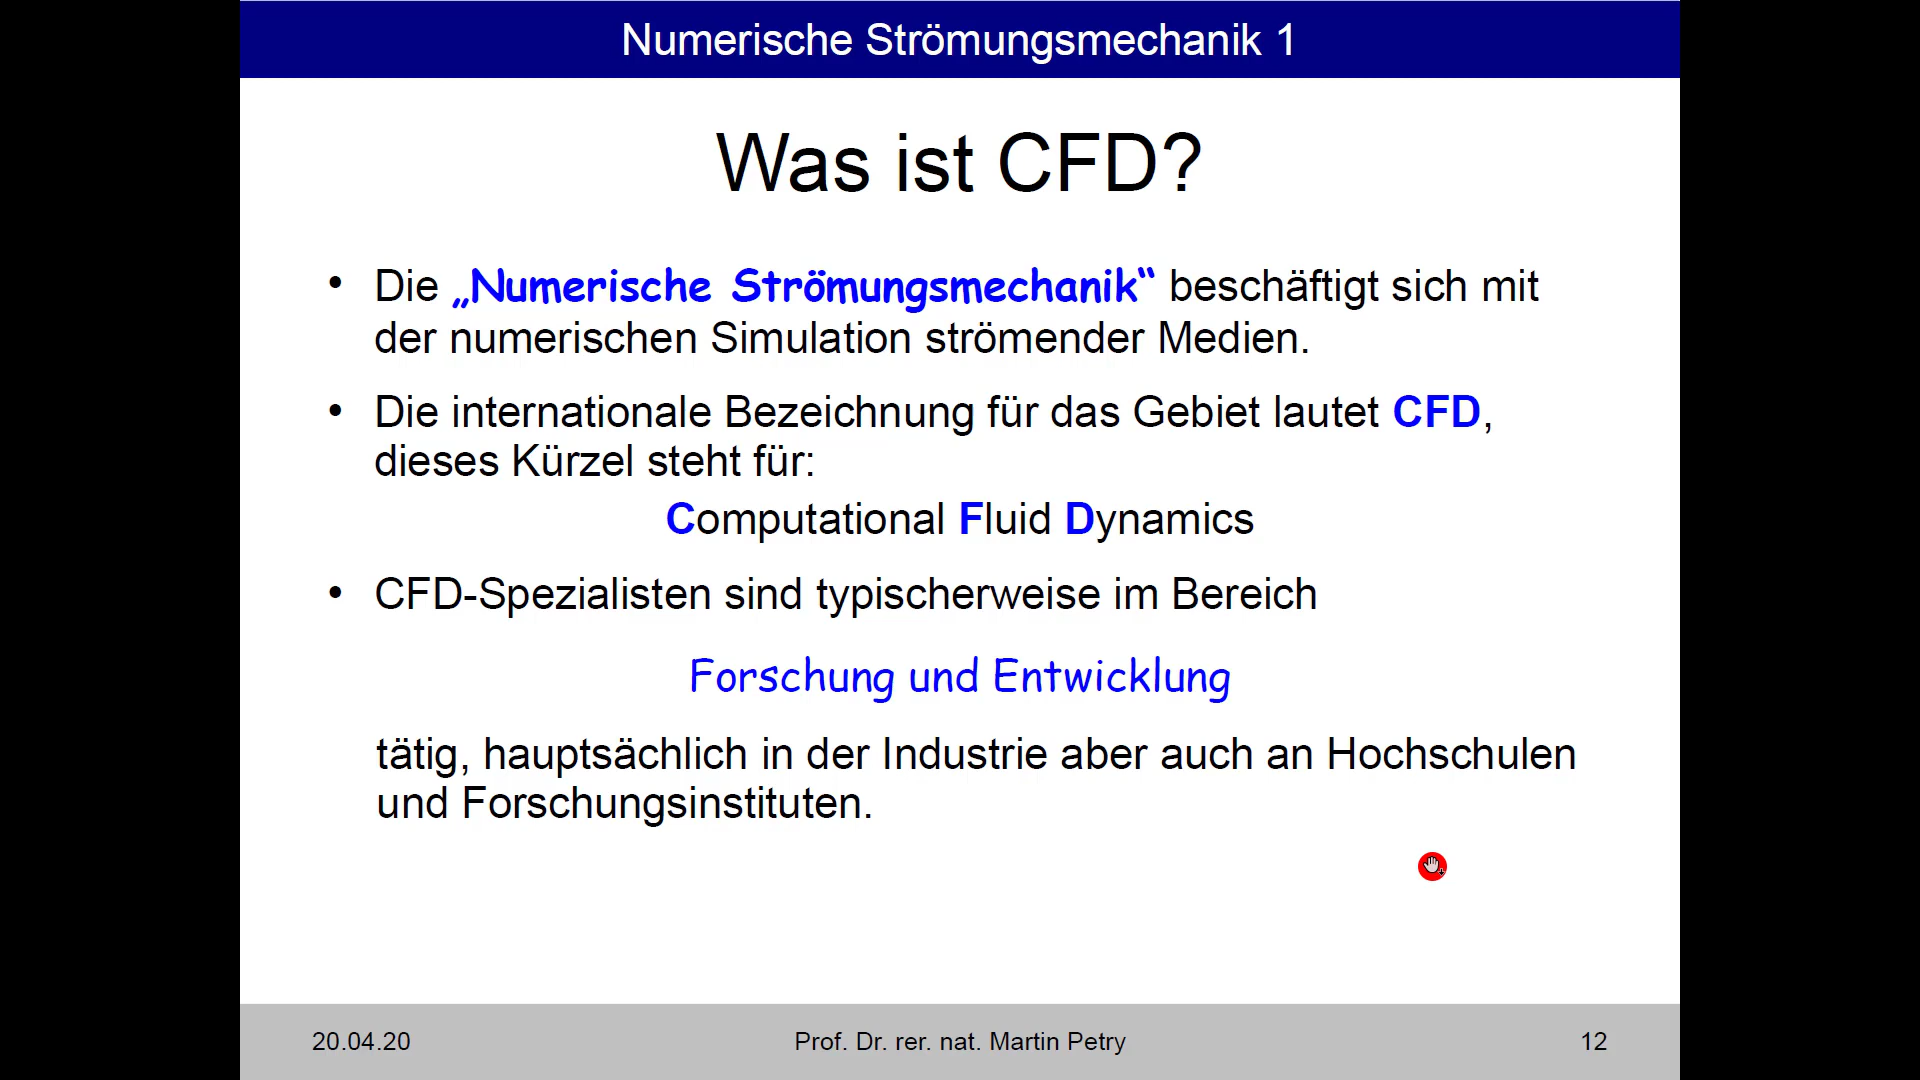 Numerische Strömungsmechanik 1
Was ist CFD?
• Die „Numerische Strömungsmechanik“ beschäftigt sich mit
der numerischen Simulation strömender Medien.
• Die internationale Bezeichnung für das Gebiet lautet CFD,
dieses Kürzel steht für:
Computational Fluid Dynamics
• CFD-Spezialisten sind typischerweise im Bereich
Forschung und Entwicklung
tätig, hauptsächlich in der Industrie aber auch an Hochschulen
und Forschungsinstituten.
20.04.20 Prof. Dr. rer. nat. Martin Petry 12